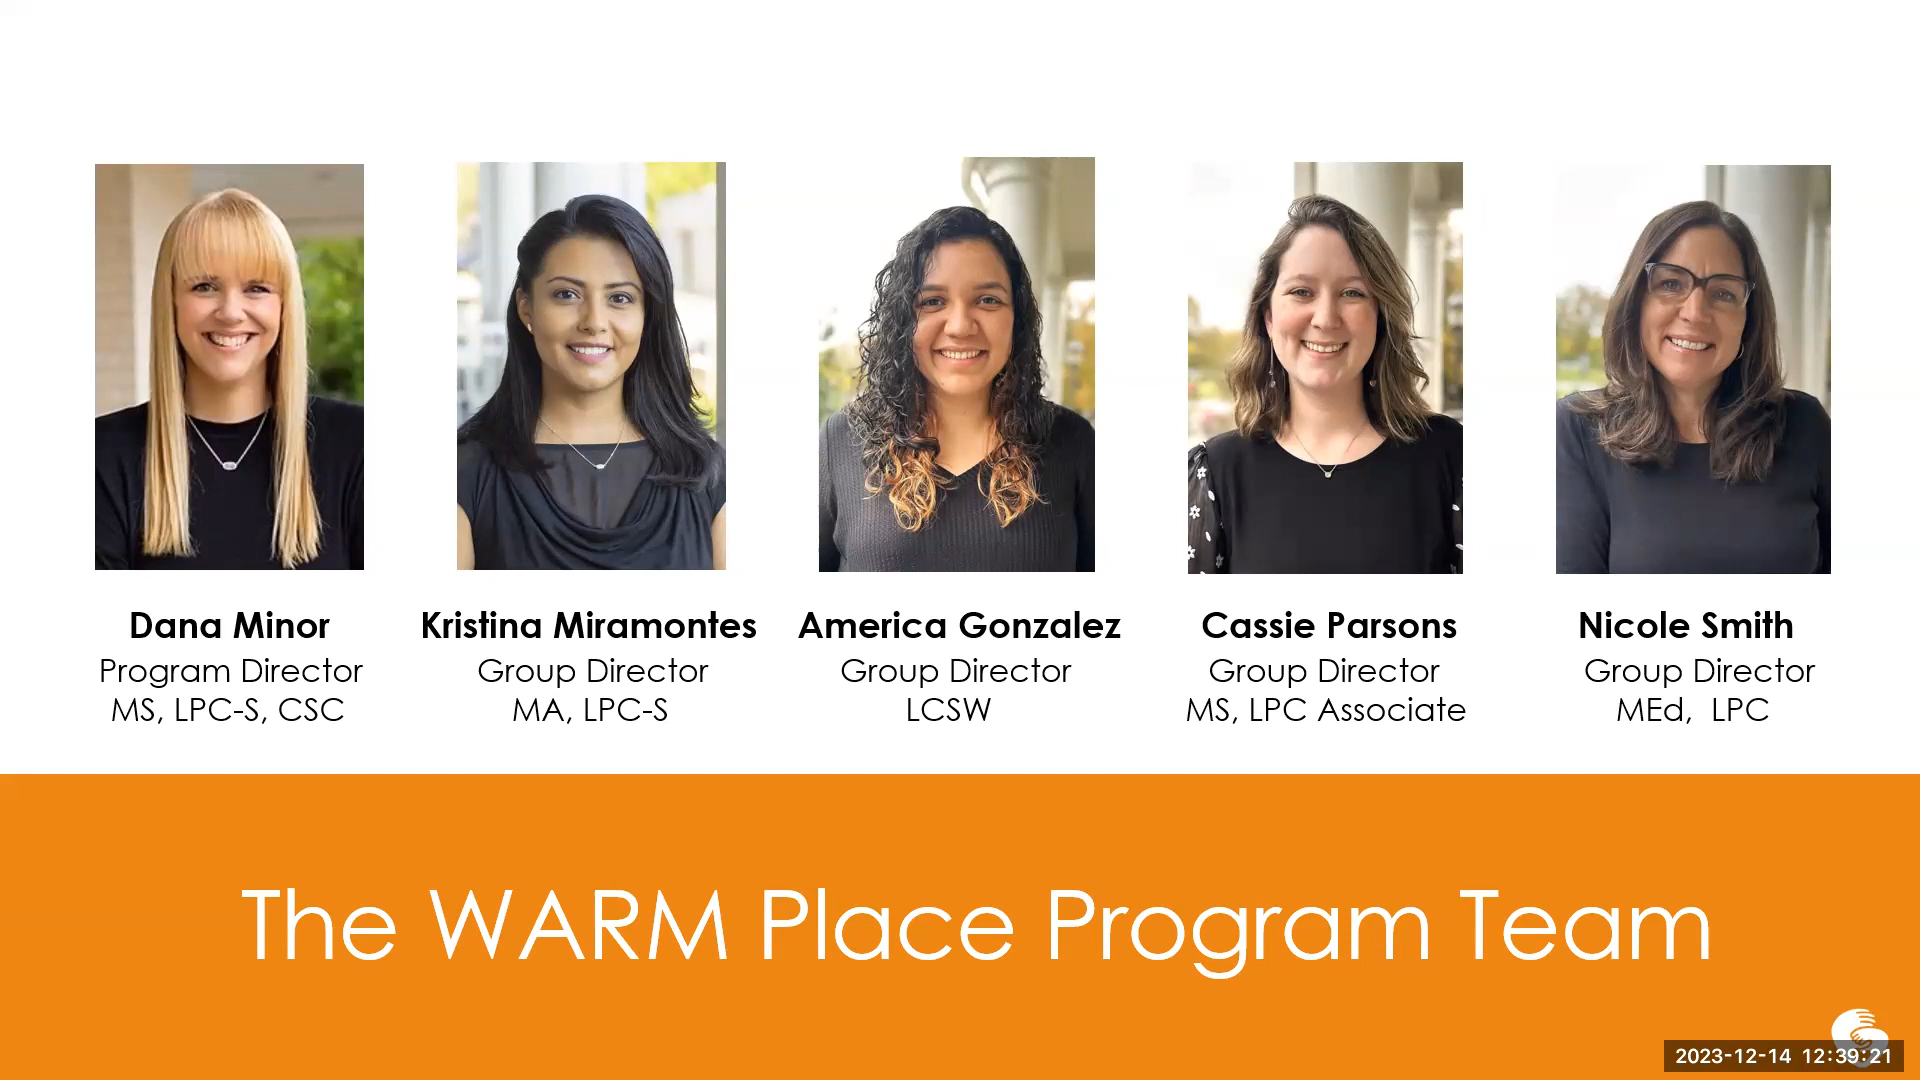 Dana Minor
Program Director
MS, LPC-S, CSC
Kristina Miramontes
Group Director
MA, LPC-S
America Gonzalez
Group Director
LCSW
Cassie Parsons
Group Director
MS, LPC Associate
Nicole Smith
Group Director
MEd,  LPC
The WARM Place Program Team
2023-12-14 12:39:21